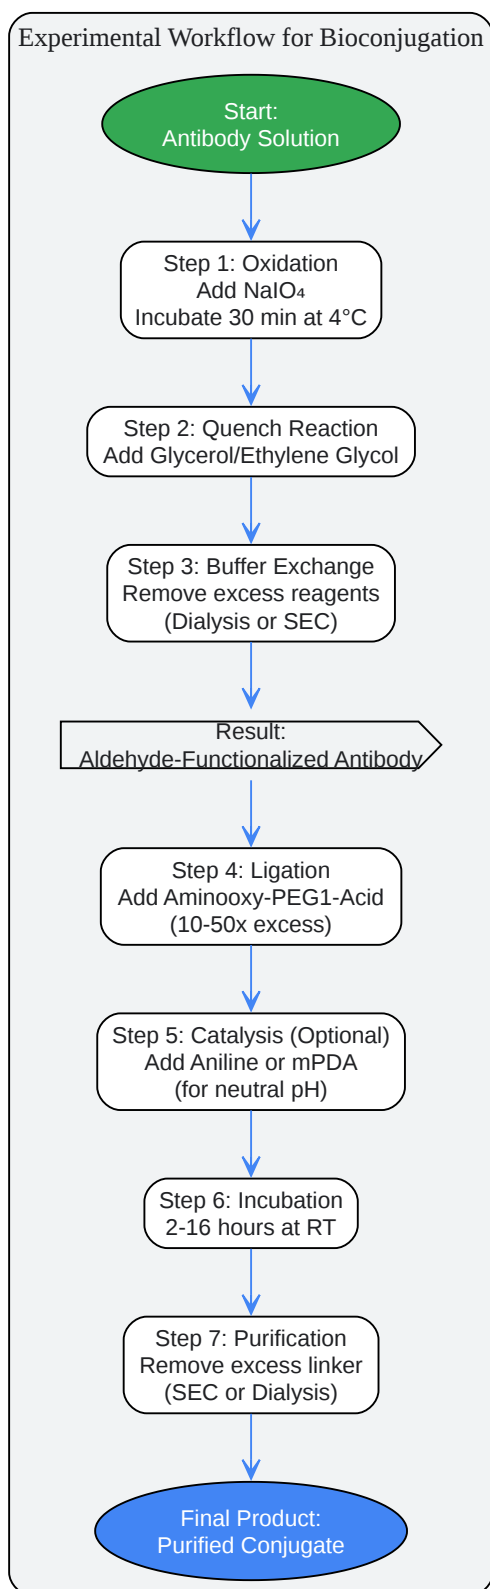 Experimental Workflow for Bioconjugation
Start:
Antibody Solution
Step 1: Oxidation
Add NaIO₄
Incubate 30 min at 4°C
Step 2: Quench Reaction
Add Glycerol/Ethylene Glycol
Step 3: Buffer Exchange
Remove excess reagents
(Dialysis or SEC)
Result:
Aldehyde-Functionalized Antibody
Step 4: Ligation
Add Aminooxy-PEG1-Acid
(10-50x excess)
Step 5: Catalysis (Optional)
Add Aniline or mPDA
(for neutral pH)
Step 6: Incubation
2-16 hours at RT
Step 7: Purification
Remove excess linker
(SEC or Dialysis)
Final Product:
Purified Conjugate